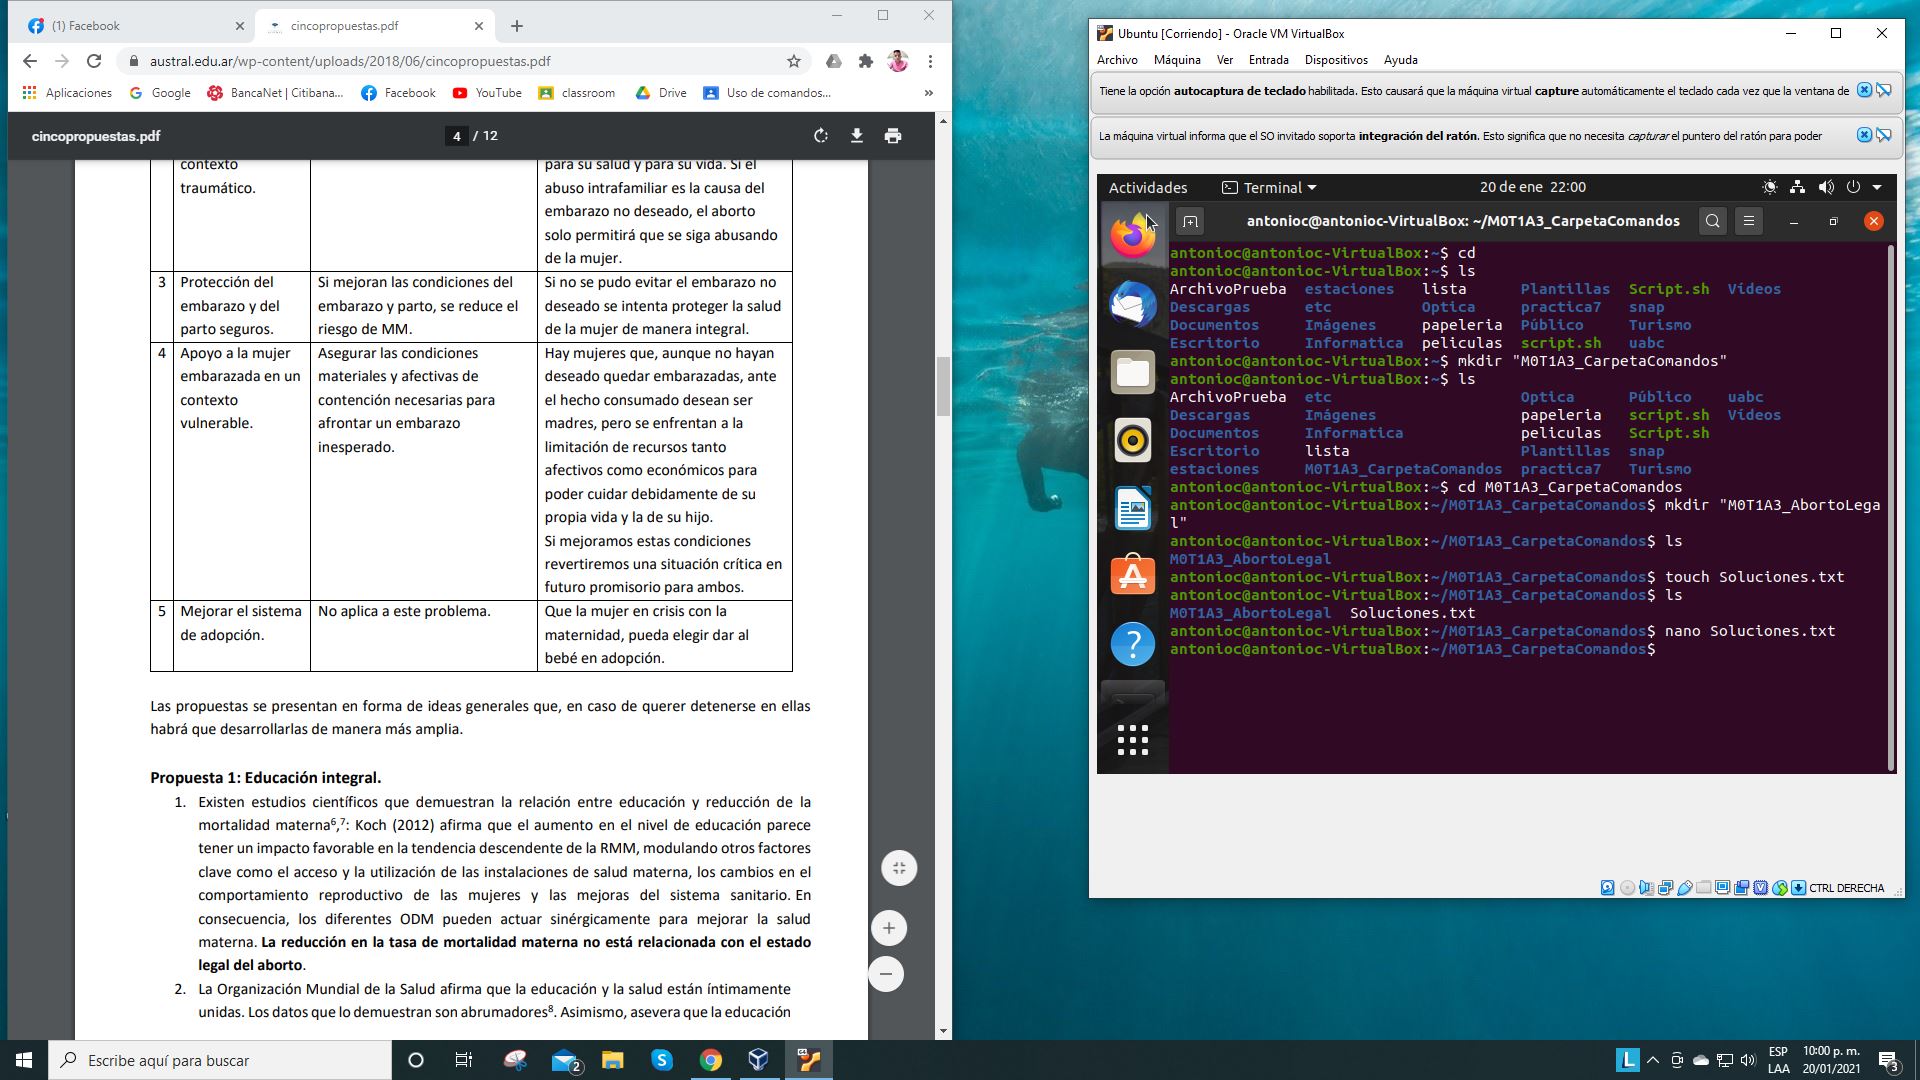 (1) Facebook
cincopropuestas.pdf
austral.edu.ar/wp-content/uploads/2018/06/cincopropuestas.pdf
Aplicaciones
Google
BancaNet | Citibana...
Facebook
YouTube
classroom
Drive
Uso de comandos...
»
cincopropuestas.pdf
4 / 12
contexto
traumático.
para su salud y para su vida. Si el
abuso intrafamiliar es la causa del
embarazo no deseado, el aborto
solo permitirá que se siga abusando
de la mujer.
3
Protección del
embarazo y del
parto seguros.
Si mejoran las condiciones del
embarazo y parto, se reduce el
riesgo de MM.
Si no se pudo evitar el embarazo no
deseado se intenta proteger la salud
de la mujer de manera integral.
4
Apoyo a la mujer
embarazada en un
contexto
vulnerable.
Asegurar las condiciones
materiales y afectivas de
contención necesarias para
afrontar un embarazo
inesperado.
Hay mujeres que, aunque no hayan
deseado quedar embarazadas, ante
el hecho consumado desean ser
madres, pero se enfrentan a la
limitación de recursos tanto
afectivos como económicos para
poder cuidar debidamente de su
propia vida y la de su hijo.
Si mejoramos estas condiciones
revertiremos una situación crítica en
futuro promisorio para ambos.
5
Mejorar el sistema
de adopción.
No aplica a este problema.
Que la mujer en crisis con la
maternidad, pueda elegir dar al
bebé en adopción.
Las propuestas se presentan en forma de ideas generales que, en caso de querer detenerse en ellas
habrá que desarrollarlas de manera más amplia.
Propuesta 1: Educación integral.
1. Existen estudios científicos que demuestran la relación entre educación y reducción de la
mortalidad materna⁶,⁷: Koch (2012) afirma que el aumento en el nivel de educación parece
tener un impacto favorable en la tendencia descendente de la RMM, modulando otros factores
clave como el acceso y la utilización de las instalaciones de salud materna, los cambios en el
comportamiento reproductivo de las mujeres y las mejoras del sistema sanitario. En
consecuencia, los diferentes ODM pueden actuar sinérgicamente para mejorar la salud
materna. La reducción en la tasa de mortalidad materna no está relacionada con el estado
legal del aborto.
2. La Organización Mundial de la Salud afirma que la educación y la salud están íntimamente
unidas. Los datos que lo demuestran son abrumadores⁸. Asimismo, asevera que la educación
Ubuntu [Corriendo] - Oracle VM VirtualBox
Archivo Máquina Ver Entrada Dispositivos Ayuda
Tiene la opción autocaptura de teclado habilitada. Esto causará que la máquina virtual capture automáticamente el teclado cada vez que la ventana de
La máquina virtual informa que el SO invitado soporta integración del ratón. Esto significa que no necesita capturar el puntero del ratón para poder
Actividades Terminal 20 de ene 22:00
antonioc@antonioc-VirtualBox: ~/M0T1A3_CarpetaComandos
antonioc@antonioc-VirtualBox:~$ cd
antonioc@antonioc-VirtualBox:~$ ls
ArchivoPrueba estaciones lista Plantillas Script.sh Vídeos
Descargas etc Optica practica7 snap
Documentos Imágenes papeleria Público Turismo
Escritorio Informatica peliculas script.sh uabc
antonioc@antonioc-VirtualBox:~$ mkdir "M0T1A3_CarpetaComandos"
antonioc@antonioc-VirtualBox:~$ ls
ArchivoPrueba etc Optica Público uabc
Descargas Imágenes papeleria script.sh Vídeos
Documentos Informatica peliculas Script.sh
Escritorio lista Plantillas snap
estaciones M0T1A3_CarpetaComandos practica7 Turismo
antonioc@antonioc-VirtualBox:~$ cd M0T1A3_CarpetaComandos
antonioc@antonioc-VirtualBox:~/M0T1A3_CarpetaComandos$ mkdir "M0T1A3_AbortoLega
l"
antonioc@antonioc-VirtualBox:~/M0T1A3_CarpetaComandos$ ls
M0T1A3_AbortoLegal
antonioc@antonioc-VirtualBox:~/M0T1A3_CarpetaComandos$ touch Soluciones.txt
antonioc@antonioc-VirtualBox:~/M0T1A3_CarpetaComandos$ ls
M0T1A3_AbortoLegal Soluciones.txt
antonioc@antonioc-VirtualBox:~/M0T1A3_CarpetaComandos$ nano Soluciones.txt
antonioc@antonioc-VirtualBox:~/M0T1A3_CarpetaComandos$
CTRL DERECHA
Escribe aquí para buscar
2
L
ESP
LAA
10:00 p. m.
20/01/2021
3